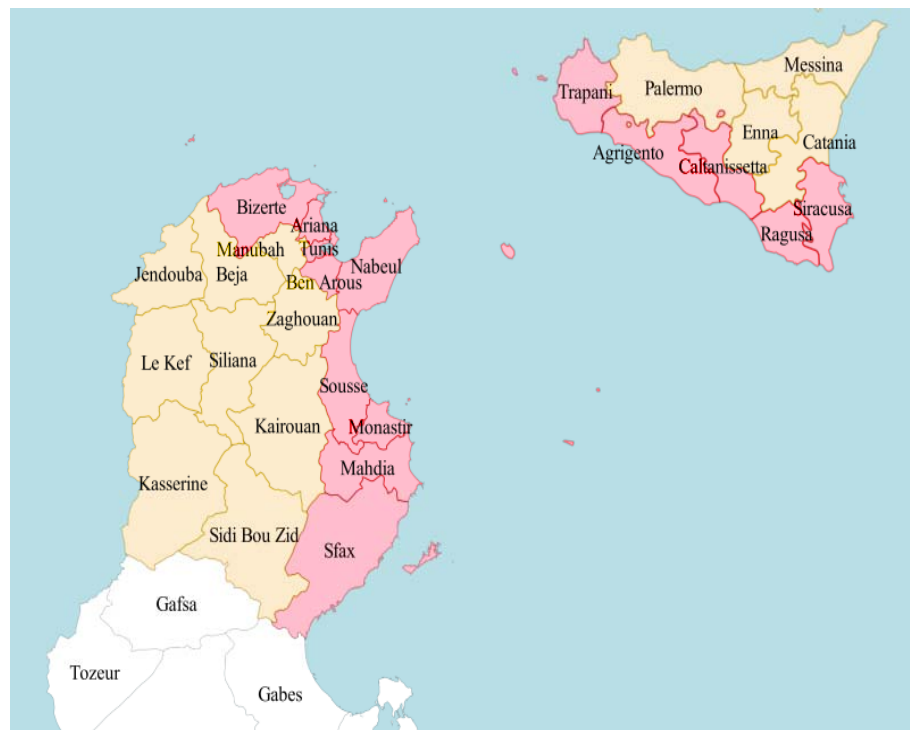 Messina
Palermo
Trapani
Enna
Catania
Agrigento
Caltanissetta
Siracusa
Ragusa
Bizerte
Ariana
Manubah
Tunis
Jendouba
Beja
Nabeul
Ben Arous
Zaghouan
Le Kef
Siliana
Sousse
Kairouan
Monastir
Mahdia
Kasserine
Sidi Bou Zid
Sfax
Gafsa
Tozeur
Gabes